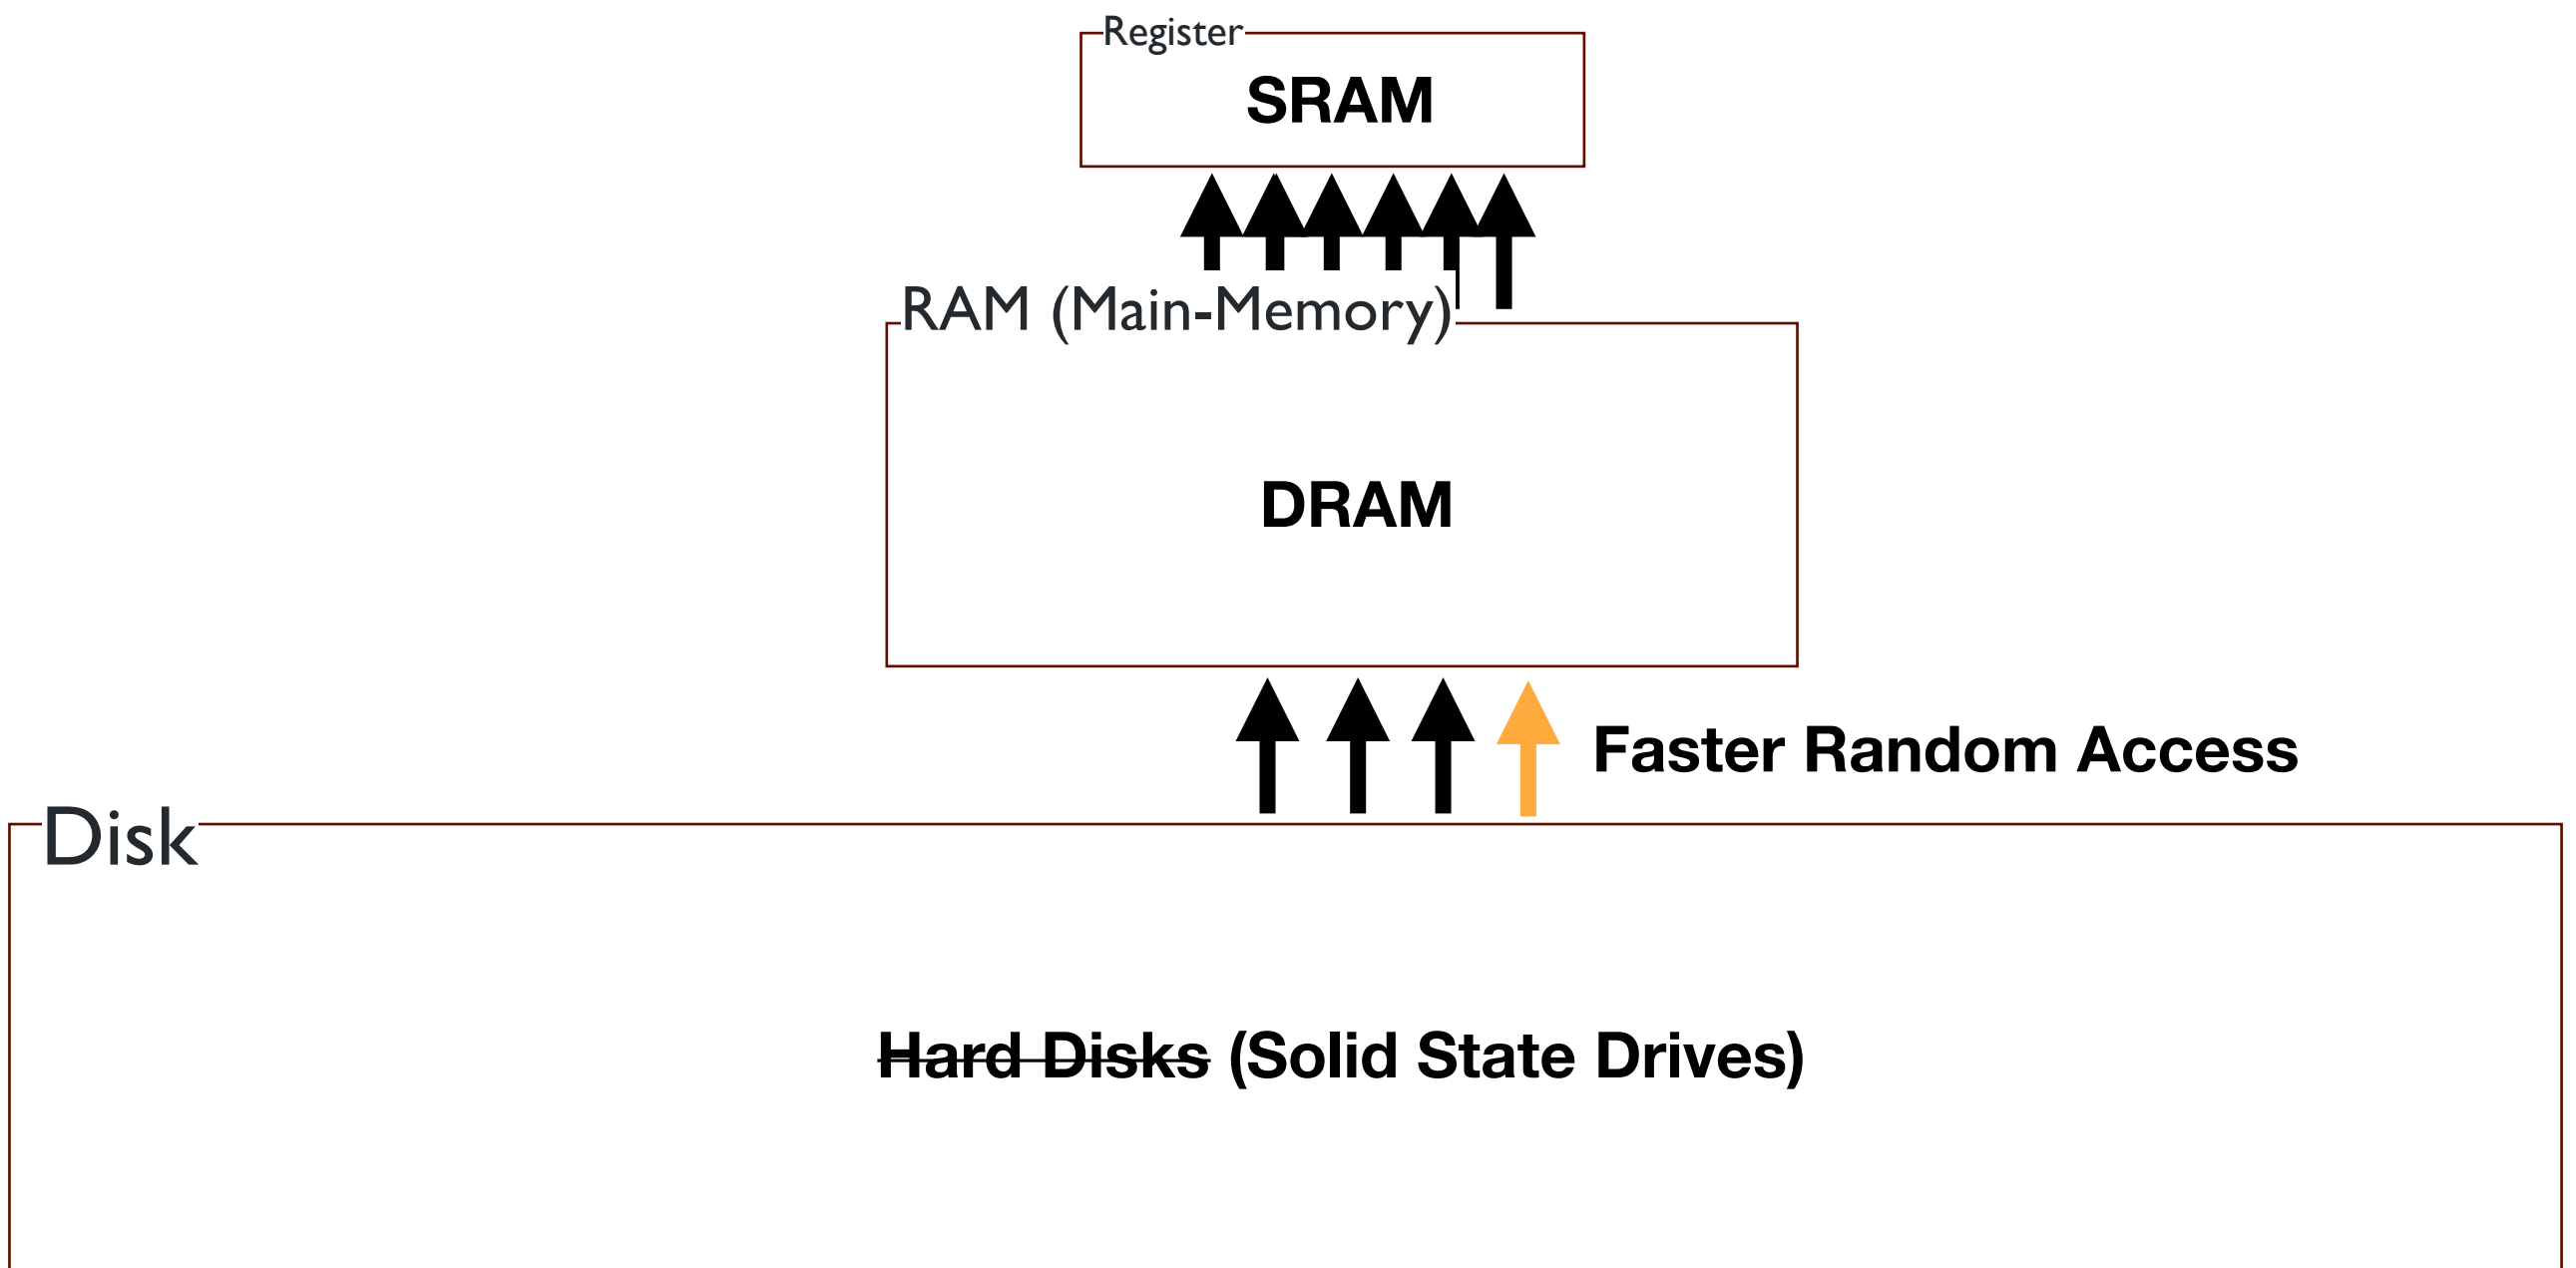 Register
SRAM
RAM (Main-Memory)
DRAM
Faster Random Access
Disk
Hard Disks (Solid State Drives)